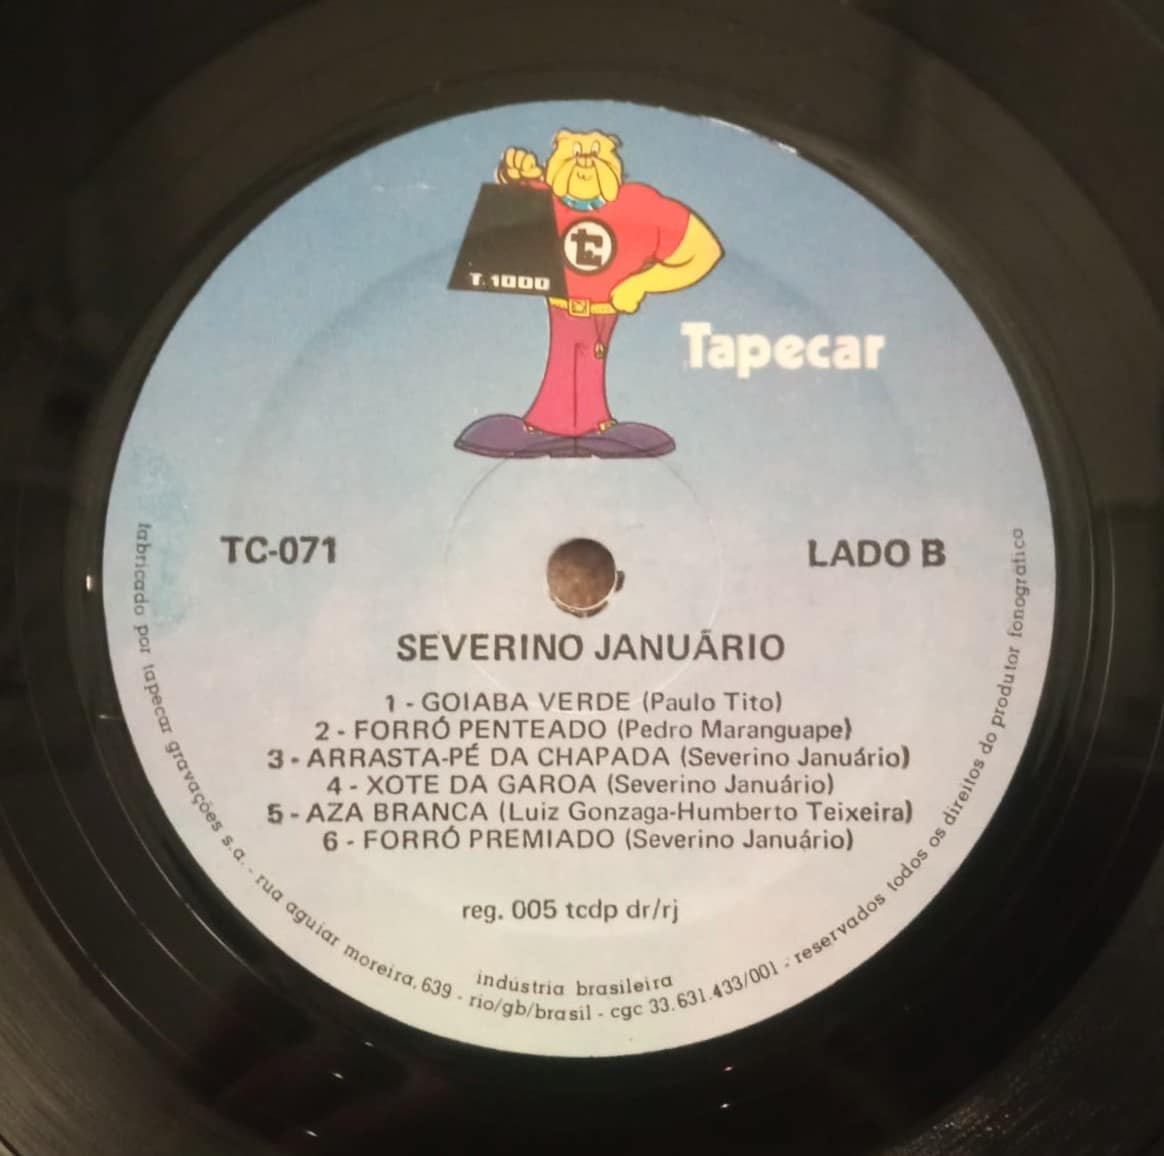 T.1000
tc
Tapecar
TC-071
LADO B
SEVERINO JANUÁRIO
1 - GOIABA VERDE (Paulo Tito)
2 - FORRÓ PENTEADO (Pedro Maranguape)
3 - ARRASTA-PÉ DA CHAPADA (Severino Januário)
4 - XOTE DA GAROA (Severino Januário)
5 - AZA BRANCA (Luiz Gonzaga-Humberto Teixeira)
6 - FORRÓ PREMIADO (Severino Januário)
reg. 005 tcdp dr/rj
indústria brasileira
fabricado por tapecar gravações s.a. - rua aguiar moreira, 639 - rio/gb/brasil - cgc 33.631.433/001 - reservados todos os direitos do produtor fonográfico